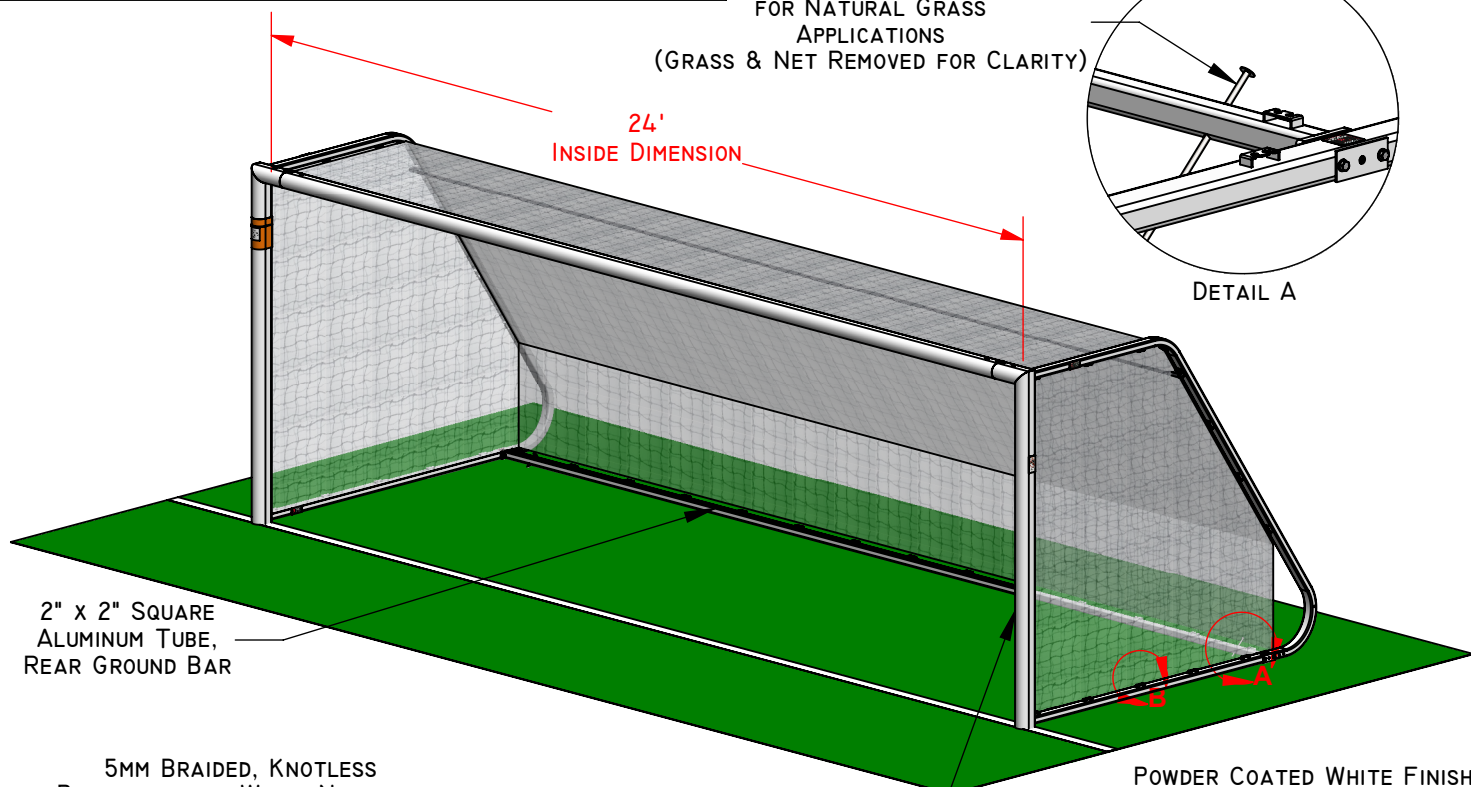 FOR NATURAL GRASS
APPLICATIONS
(GRASS & NET REMOVED FOR CLARITY)
24'
INSIDE DIMENSION
DETAIL A
2" X 2" SQUARE
ALUMINUM TUBE,
REAR GROUND BAR
A
B
5MM BRAIDED, KNOTLESS
POWDER COATED WHITE FINISH